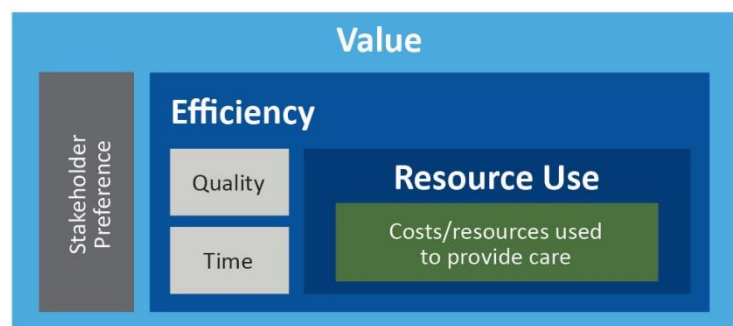 Value
Stakeholder
Preference
Efficiency
Quality
Time
Resource Use
Costs/resources used
to provide care